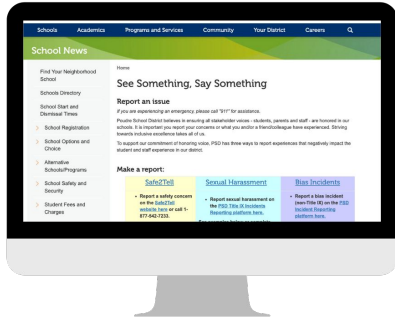 Schools Academics Programs and Services Community Your District Careers
School News
Find Your Neighborhood
School
Schools Directory
School Start and
Dismissal Times
School Registration
School Options and
Choice
Alternative
Schools/Programs
School Safety and
Security
Student Fees and
Charges
Home
See Something, Say Something
Report an issue
If you are experiencing an emergency, please call "911" for assistance.
Poudre School District believes in ensuring all stakeholder voices - students, parents and staff - are honored in our
schools. It is important you report your concerns or what you and/or a friend/colleague have experienced. Striving
towards inclusive excellence takes all of us.
To support our commitment of honoring voice, PSD has three ways to report experiences that negatively impact the
student and staff experience in our district.
Make a report:
Safe2Tell
Report a safety concern
on the Safe2Tell
website here or call 1-
877-542-7233.
Sexual Harassment
Report sexual harassment on
the PSD Title IX Incidents
Reporting platform here.
Bias Incidents
Report a bias incident
(non-Title IX) on the PSD
Incident Reporting
platform here.